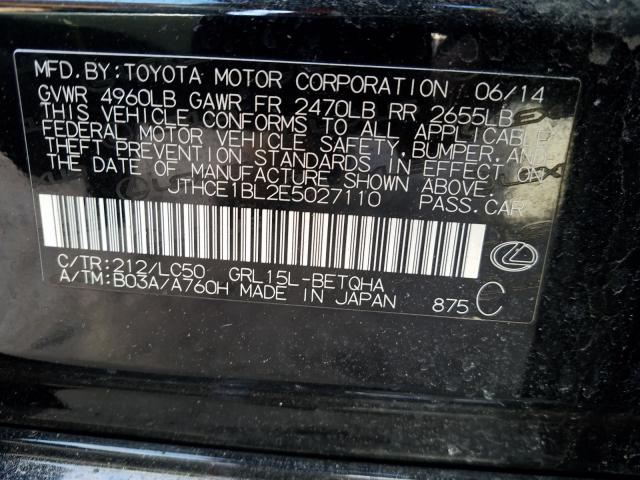 MFD. BY: TOYOTA MOTOR CORPORATION 06/14
GVWR 4960LB GAWR FR 2470LB RR 2655LB
THIS VEHICLE CONFORMS TO ALL APPLICABLE
FEDERAL MOTOR VEHICLE SAFETY, BUMPER, AND
THEFT PREVENTION STANDARDS IN EFFECT ON
THE DATE OF MANUFACTURE SHOWN ABOVE.
JTHCE1BL2E5027110 PASS. CAR
C/TR: 212/LC50 GRL15L-BETQHA
A/TM: B03A/A760H MADE IN JAPAN 875 C